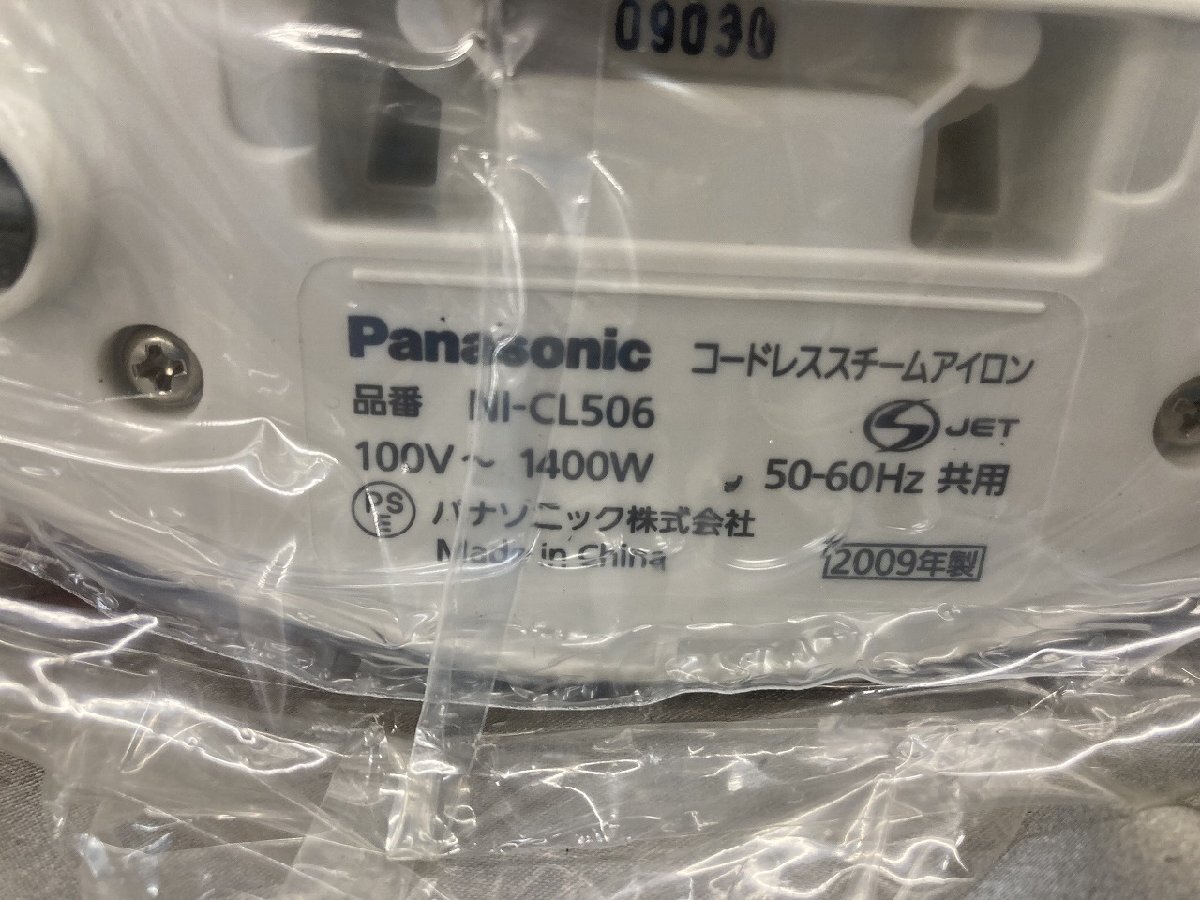 09030
Panasonic コードレススチームアイロン
品番 NI-CL506 S JET
100V～ 1400W 50-60Hz 共用
PSE パナソニック株式会社
Made in China 2009年製